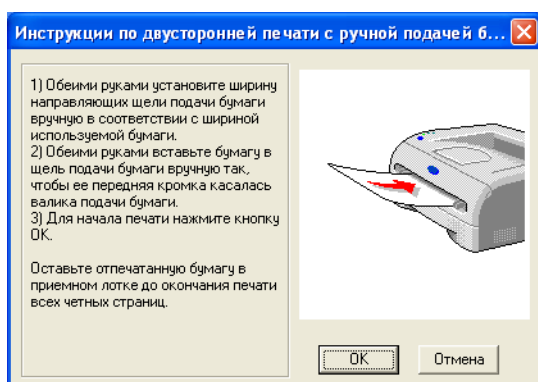 Инструкции по двусторонней печати с ручной подачей б...
1) Обеими руками установите ширину
направляющих щели подачи бумаги
вручную в соответствии с шириной
используемой бумаги.
2) Обеими руками вставьте бумагу в
щель подачи бумаги вручную так,
чтобы ее передняя кромка касалась
валика подачи бумаги.
3) Для начала печати нажмите кнопку
OK.
Оставьте отпечатанную бумагу в
приемном лотке до окончания печати
всех четных страниц.
OK
Отмена